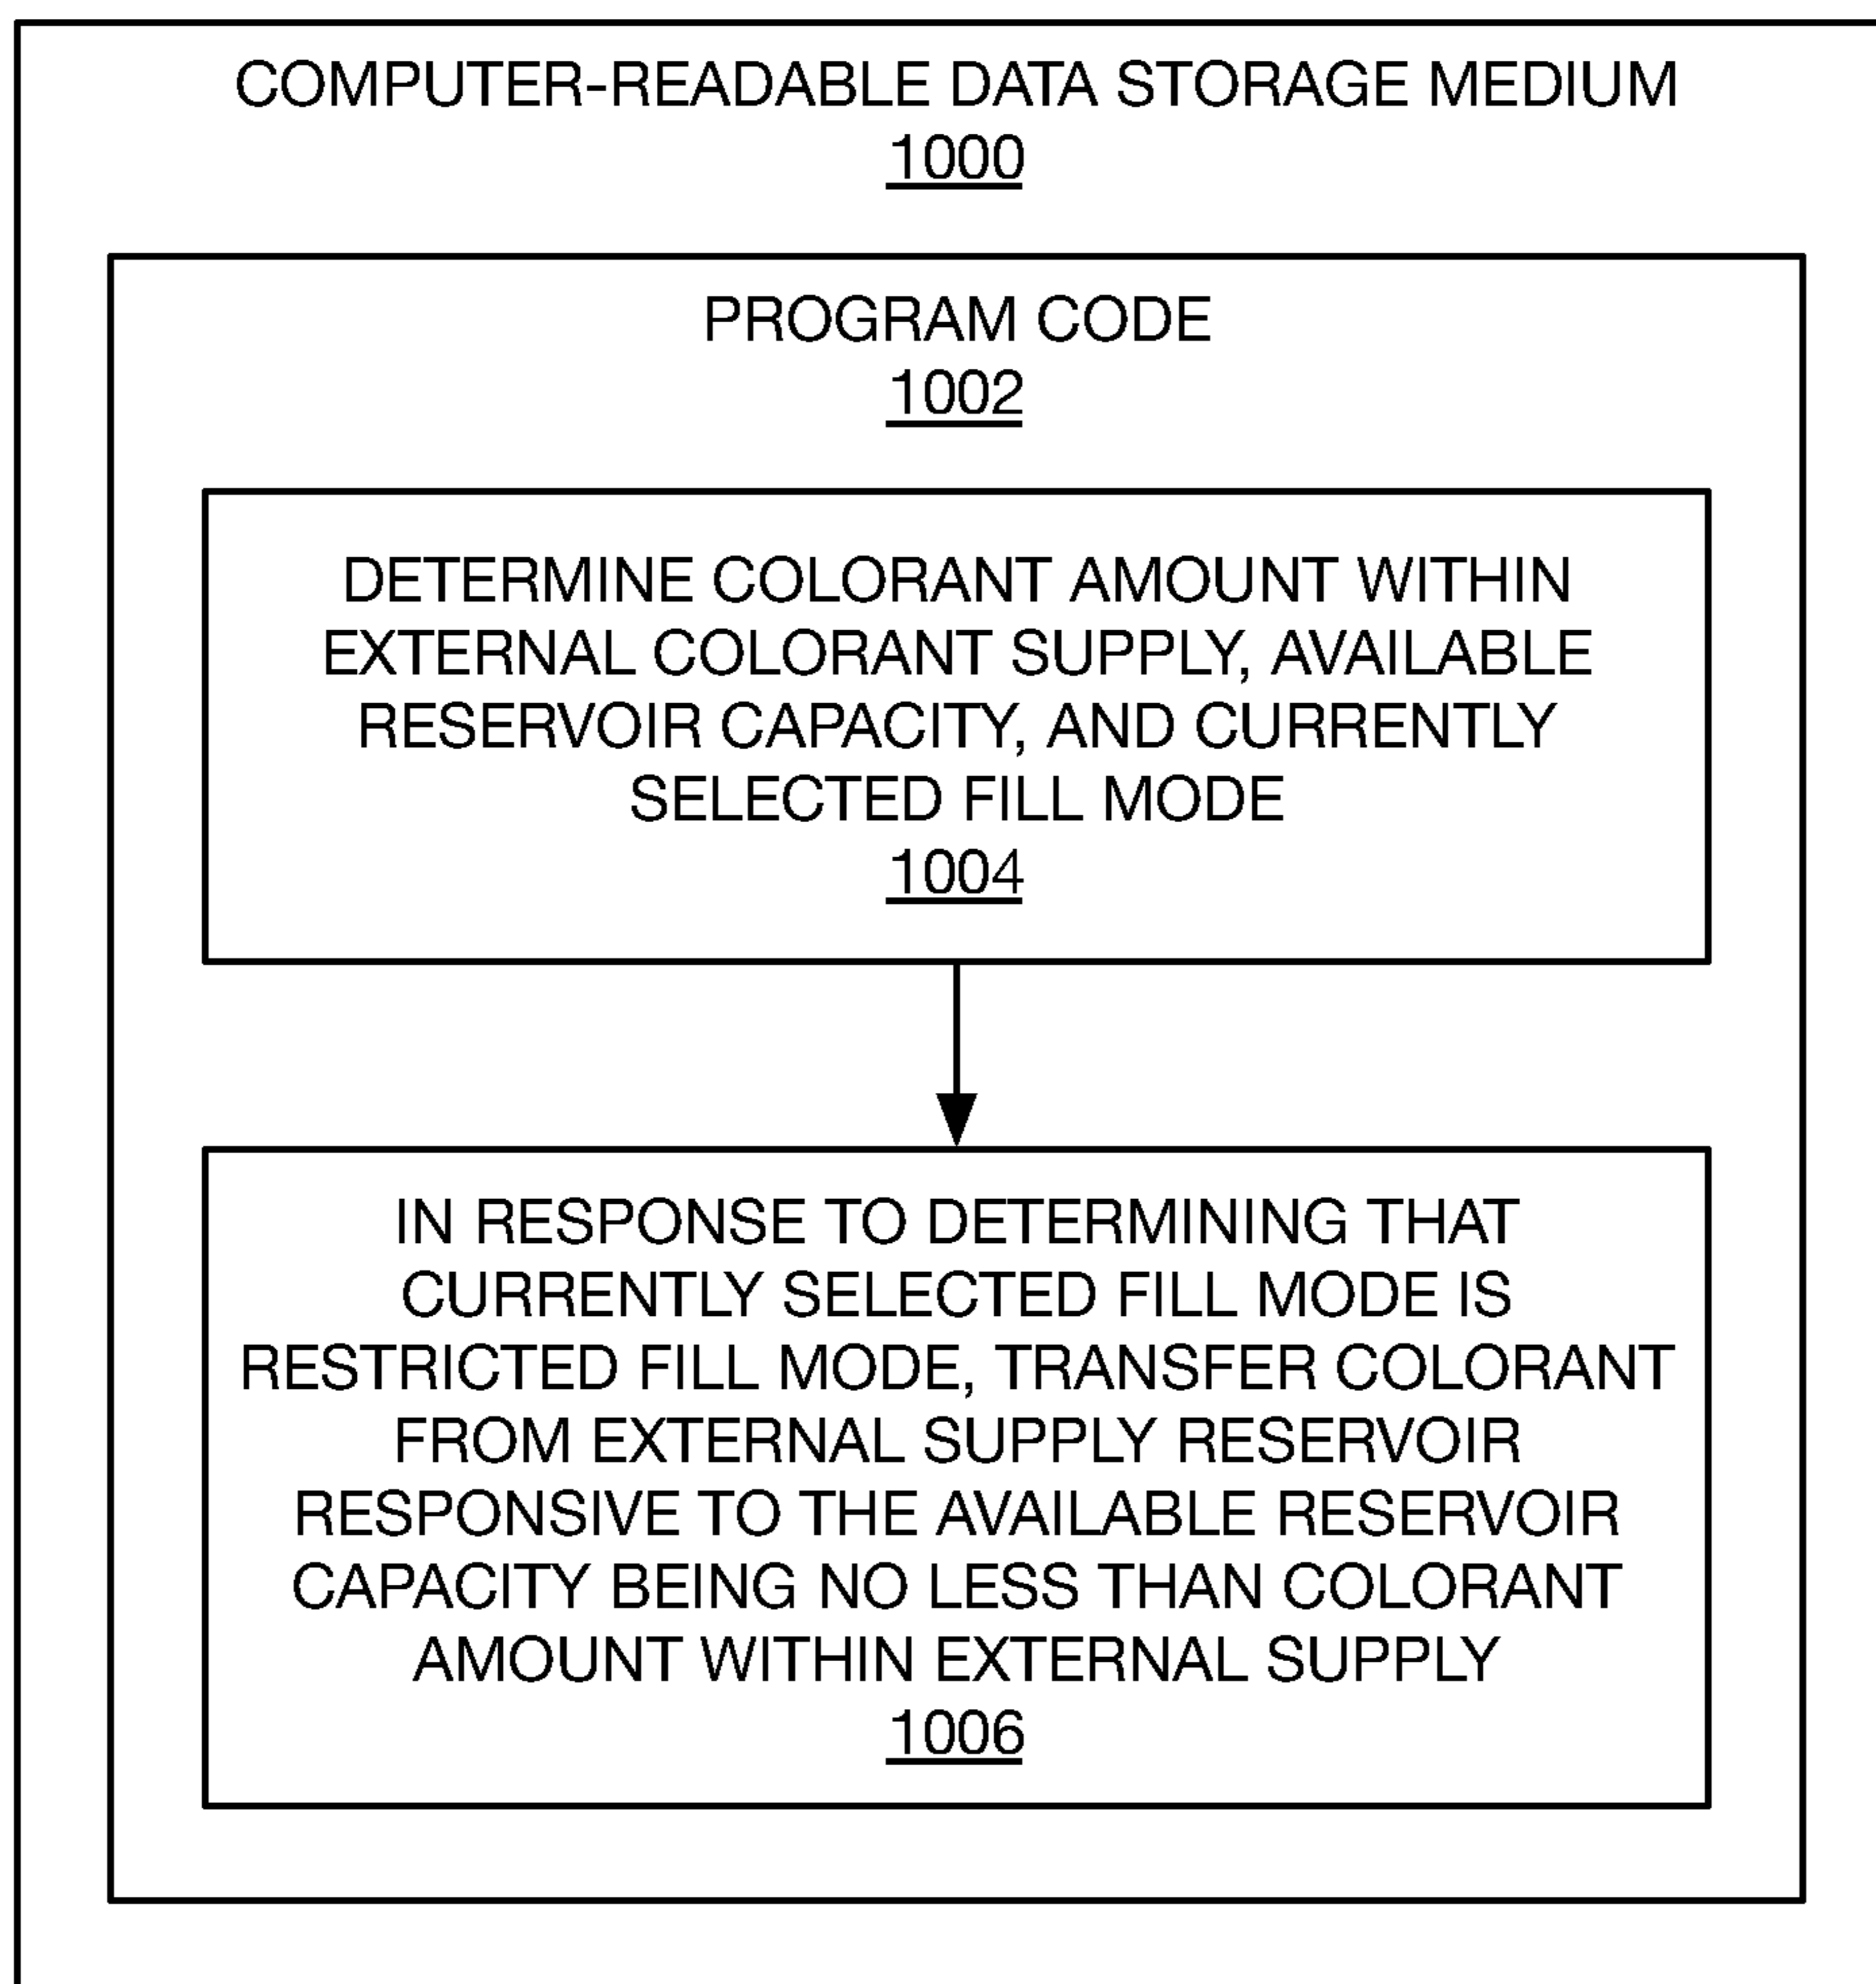 COMPUTER-READABLE DATA STORAGE MEDIUM
1000
PROGRAM CODE
1002
DETERMINE COLORANT AMOUNT WITHIN
EXTERNAL COLORANT SUPPLY, AVAILABLE
RESERVOIR CAPACITY, AND CURRENTLY
SELECTED FILL MODE
1004
IN RESPONSE TO DETERMINING THAT
CURRENTLY SELECTED FILL MODE IS
RESTRICTED FILL MODE, TRANSFER COLORANT
FROM EXTERNAL SUPPLY RESERVOIR
RESPONSIVE TO THE AVAILABLE RESERVOIR
CAPACITY BEING NO LESS THAN COLORANT
AMOUNT WITHIN EXTERNAL SUPPLY
1006